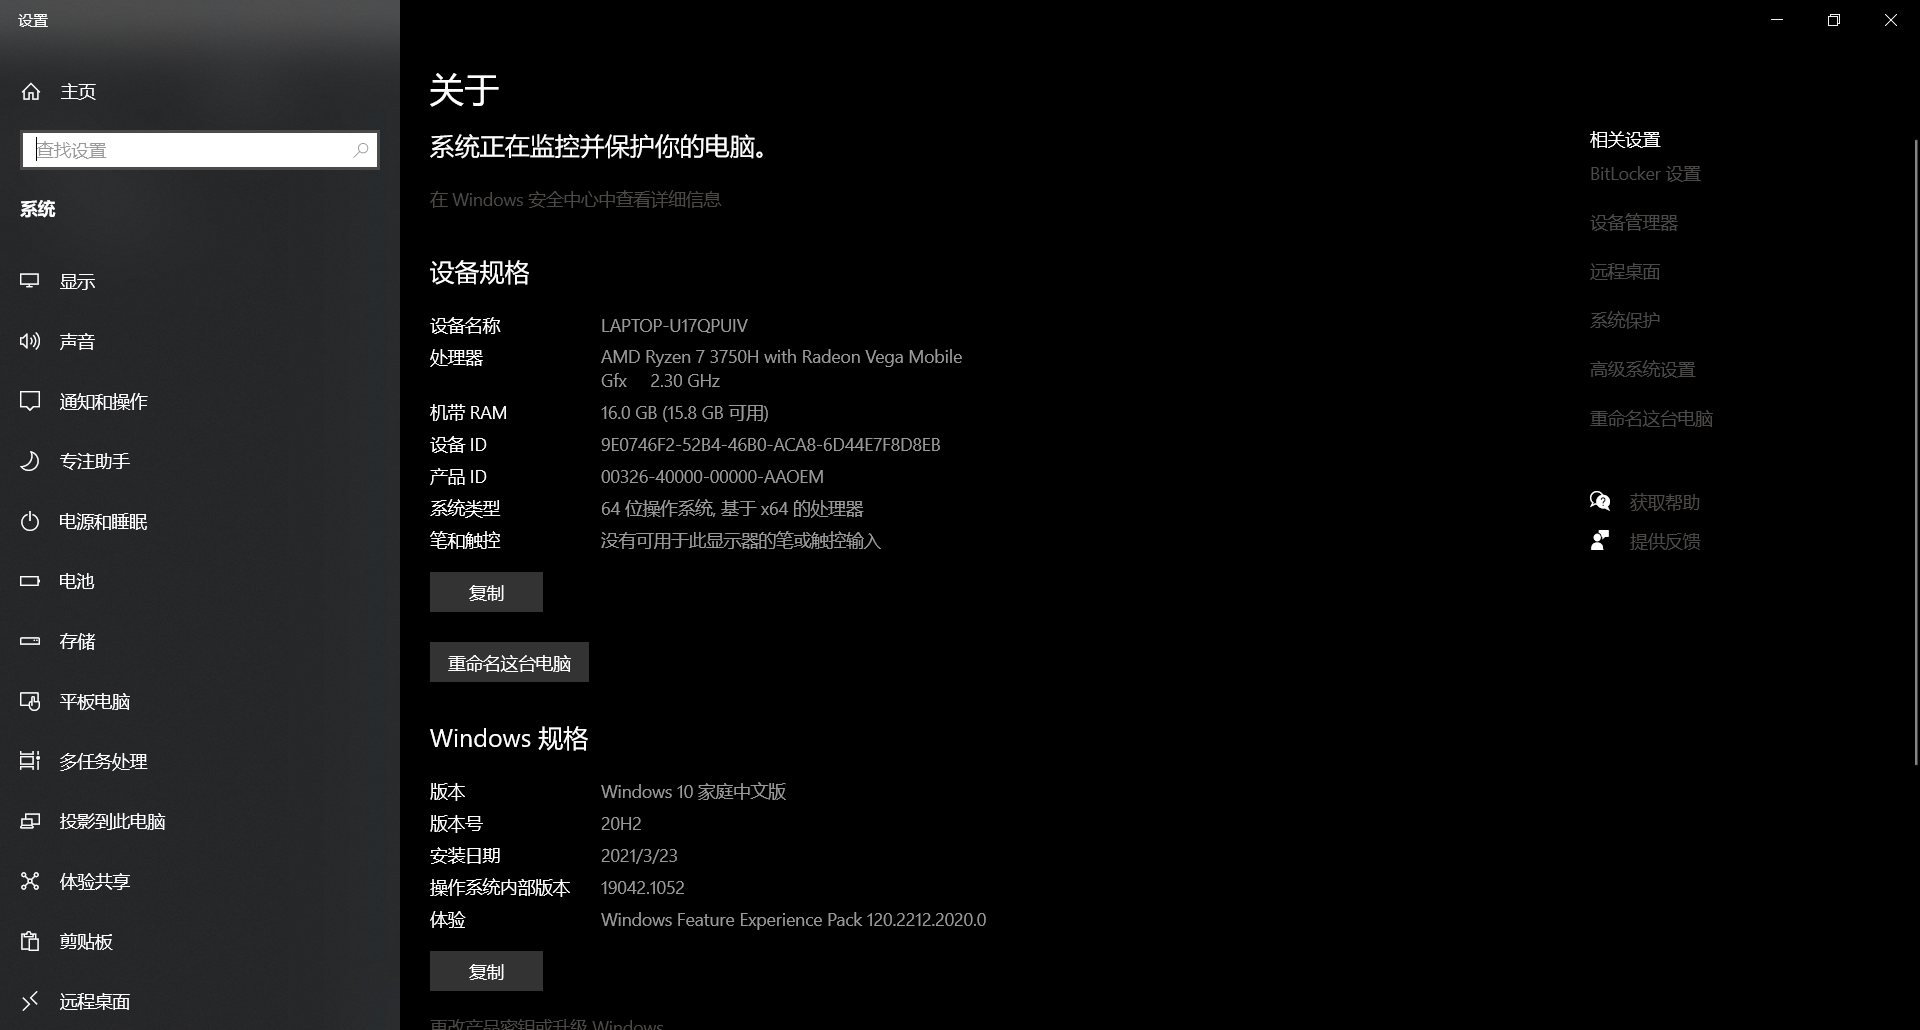 设置
主页
查找设置
系统
显示
声音
通知和操作
专注助手
电源和睡眠
电池
存储
平板电脑
多任务处理
投影到此电脑
体验共享
剪贴板
远程桌面
关于
系统正在监控并保护你的电脑。
在 Windows 安全中心中查看详细信息
设备规格
设备名称 LAPTOP-U17QPUIV
处理器 AMD Ryzen 7 3750H with Radeon Vega Mobile
Gfx 2.30 GHz
机带 RAM 16.0 GB (15.8 GB 可用)
设备 ID 9E0746F2-52B4-46B0-ACA8-6D44E7F8D8EB
产品 ID 00326-40000-00000-AAOEM
系统类型 64 位操作系统, 基于 x64 的处理器
笔和触控 没有可用于此显示器的笔或触控输入
复制
重命名这台电脑
Windows 规格
版本 Windows 10 家庭中文版
版本号 20H2
安装日期 2021/3/23
操作系统内部版本 19042.1052
体验 Windows Feature Experience Pack 120.2212.2020.0
复制
更改产品密钥或升级 Windows
相关设置
BitLocker 设置
设备管理器
远程桌面
系统保护
高级系统设置
重命名这台电脑
获取帮助
提供反馈